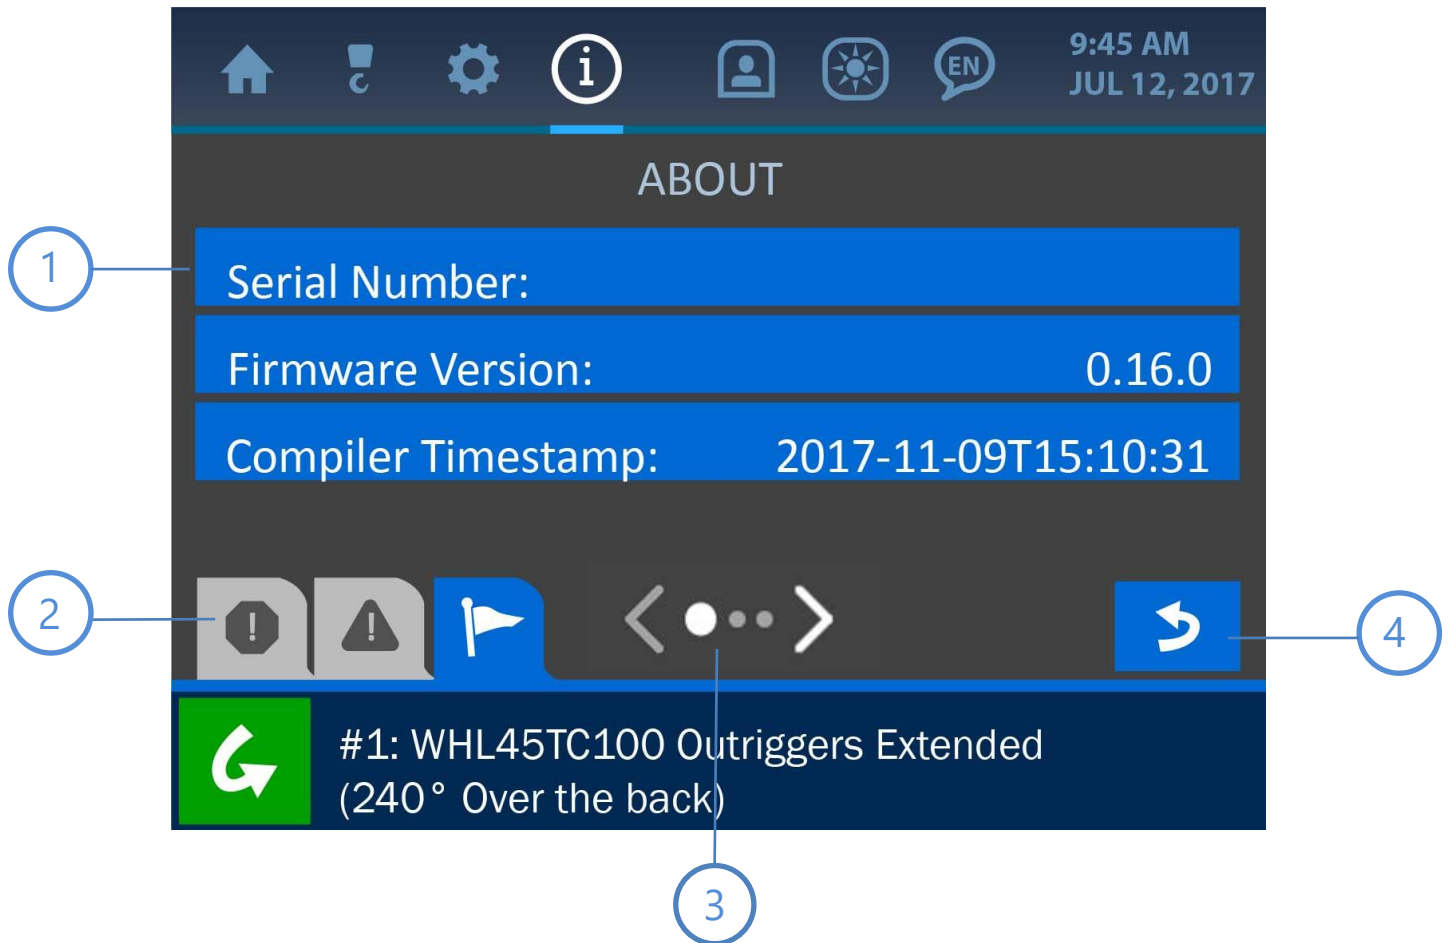 9:45 AM
EN
JUL 12, 2017
ABOUT
1
Serial Number:
Firmware Version: 0.16.0
Compiler Timestamp: 2017-11-09T15:10:31
2
!
!
4
#1: WHL45TC100 Outriggers Extended
(240° Over the back)
3